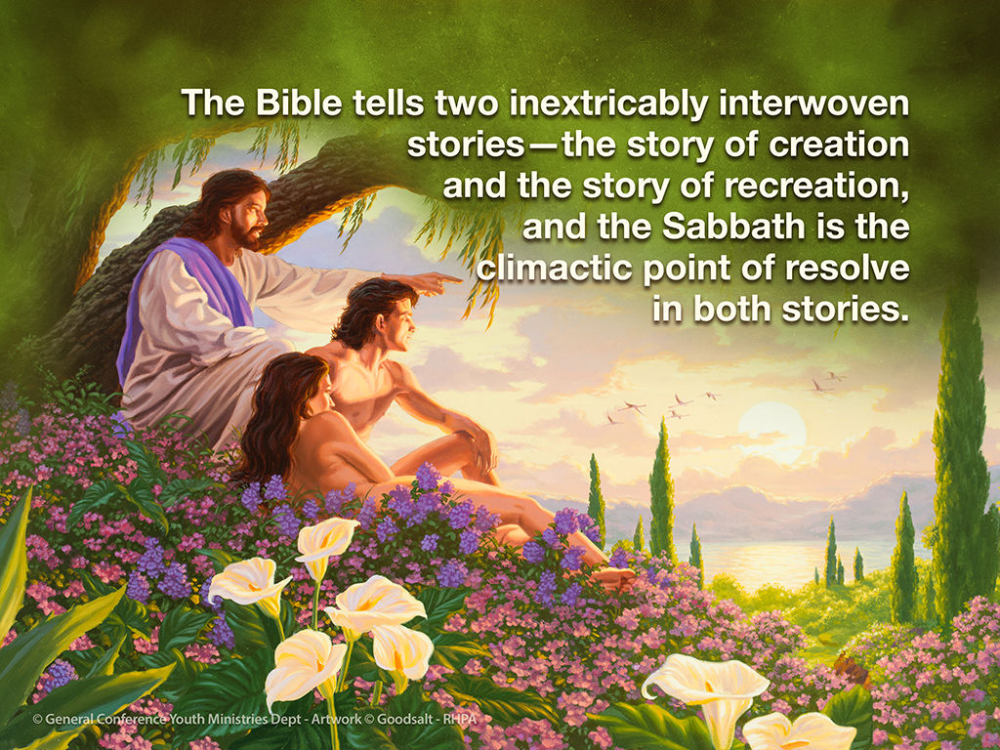 The Bible tells two inextricably interwoven
stories—the story of creation
and the story of recreation,
and the Sabbath is the
climactic point of resolve
in both stories.
© General Conference Youth Ministries Dept - Artwork © Goodsalt - RHPA